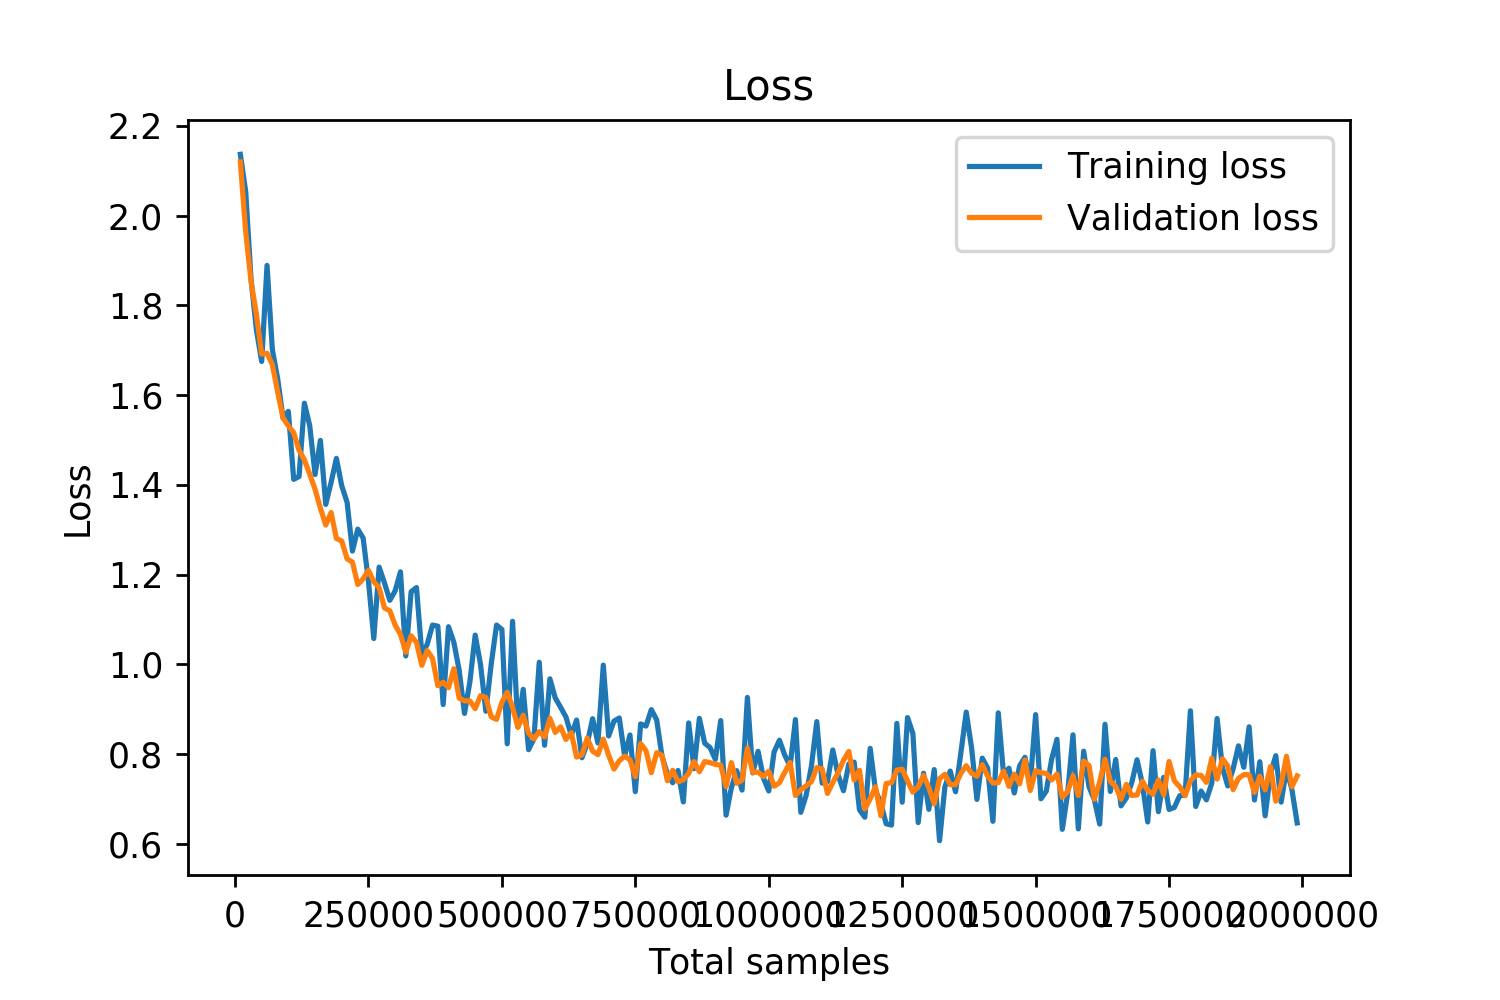 Loss
2.2
2.0
1.8
1.6
1.4
1.2
1.0
0.8
0.6
Loss
Training loss
Validation loss
0 250000 500000 750000 1000000 1250000 1500000 1750000 2000000
Total samples